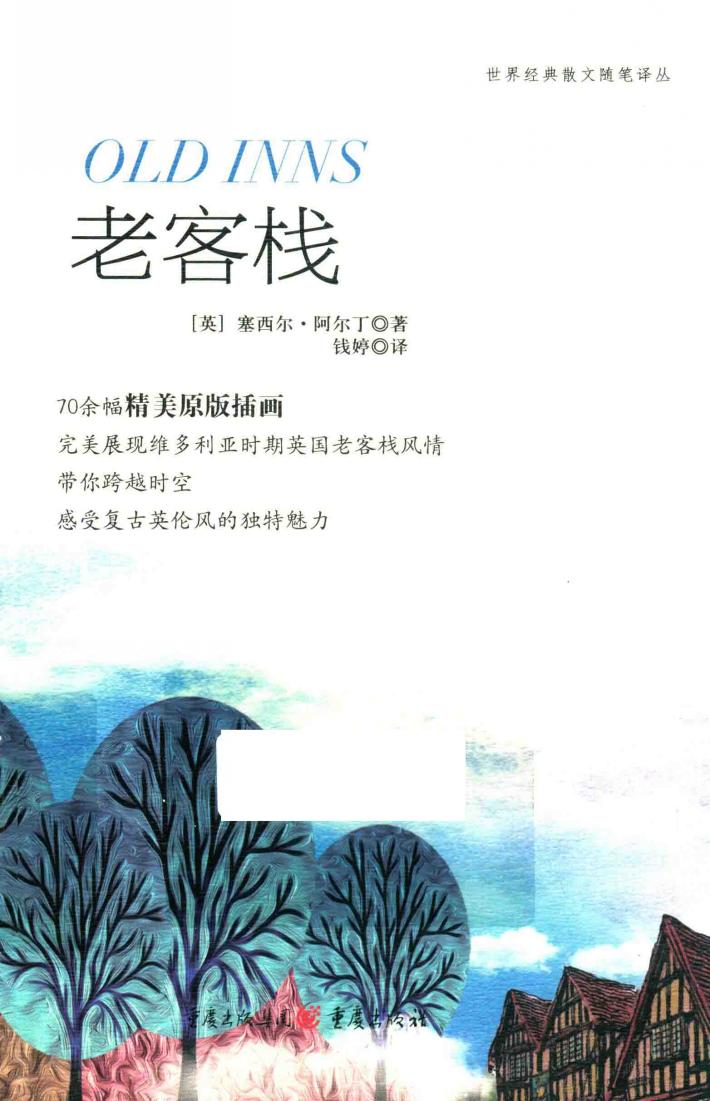 世界经典散文随笔译丛
OLD INNS
老客栈
［英］塞西尔·阿尔丁◎著
钱婷◎译
70余幅精美原版插画
完美展现维多利亚时期英国老客栈风情
带你跨越时空
感受复古英伦风的独特魅力
重庆出版集团 重庆出版社